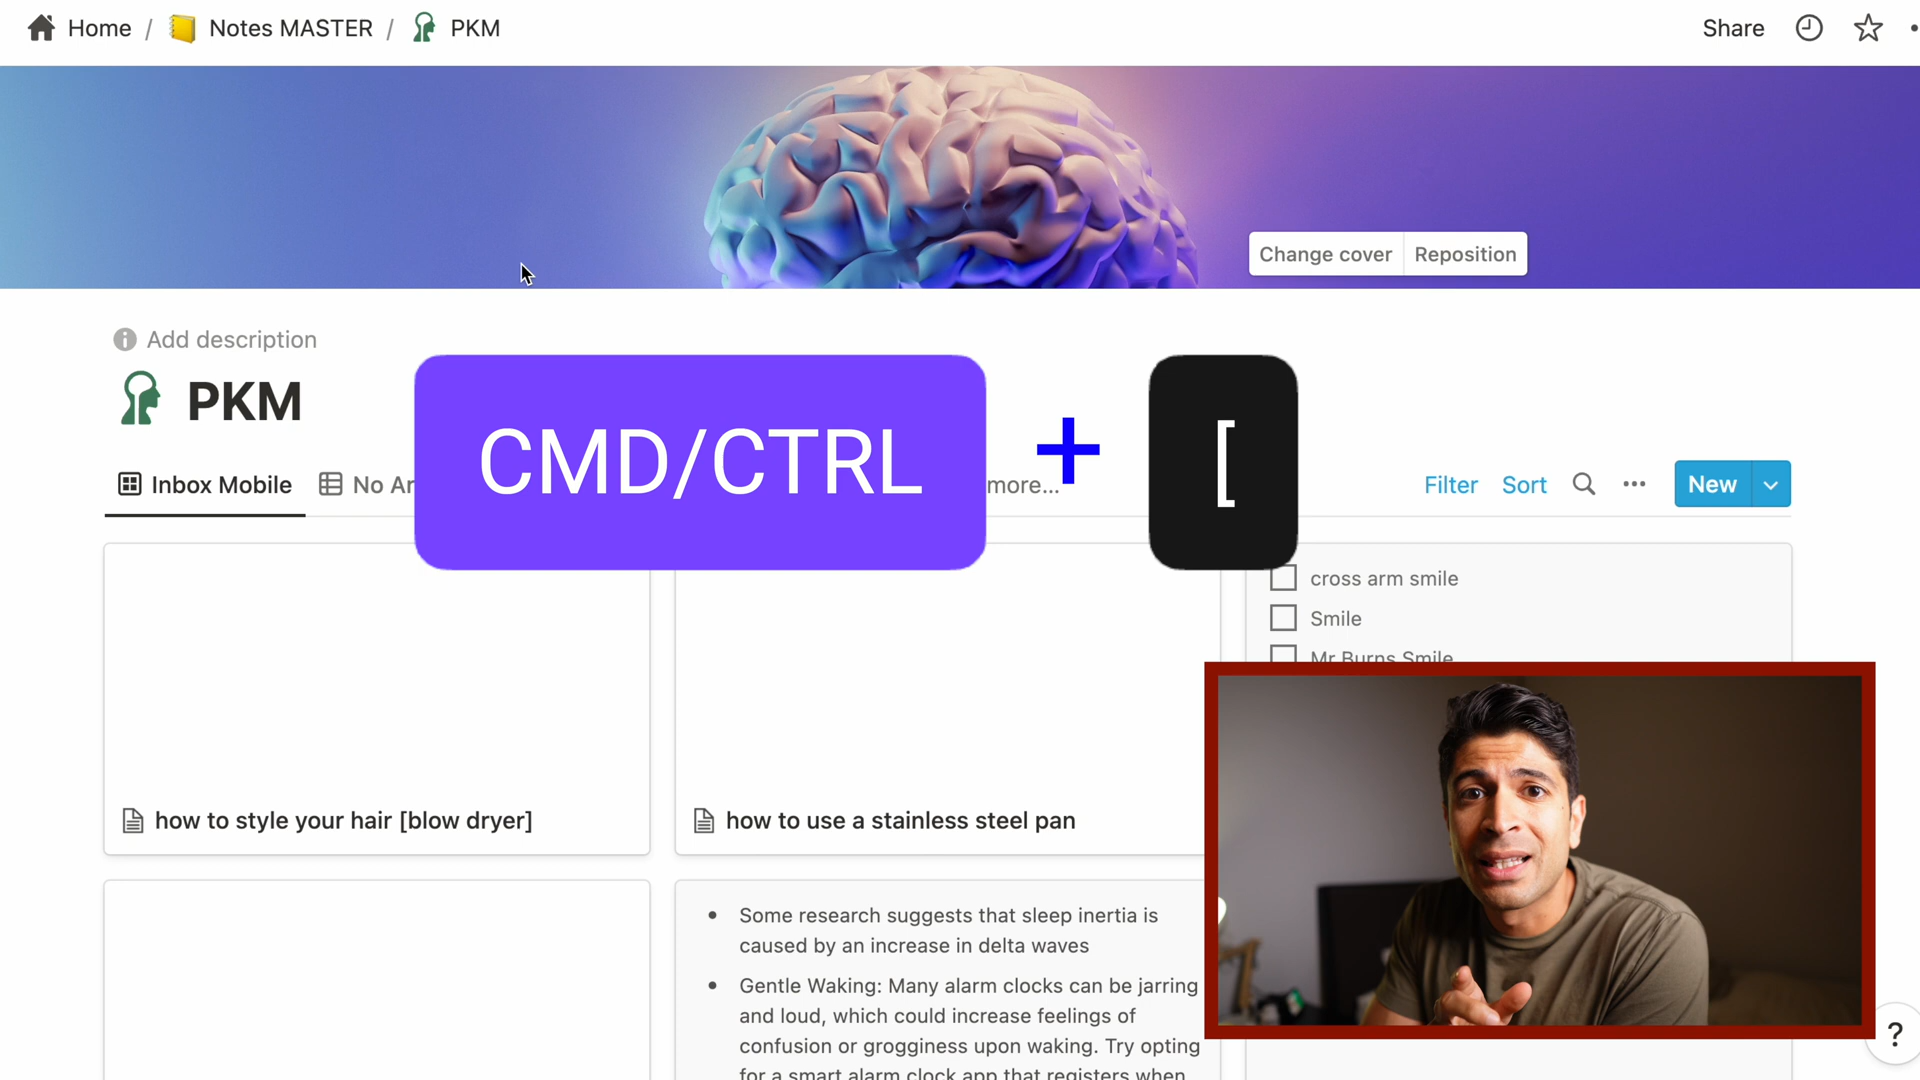 Home / Notes MASTER / PKM
Share
Change cover
Reposition
Add description
PKM
CMD/CTRL + [
Inbox Mobile
No Ar
more...
Filter
Sort
New
cross arm smile
Smile
Mr Burns Smile
how to style your hair [blow dryer]
how to use a stainless steel pan
• Some research suggests that sleep inertia is
caused by an increase in delta waves
• Gentle Waking: Many alarm clocks can be jarring
and loud, which could increase feelings of
confusion or grogginess upon waking. Try opting
for a smart alarm clock app that registers when
?